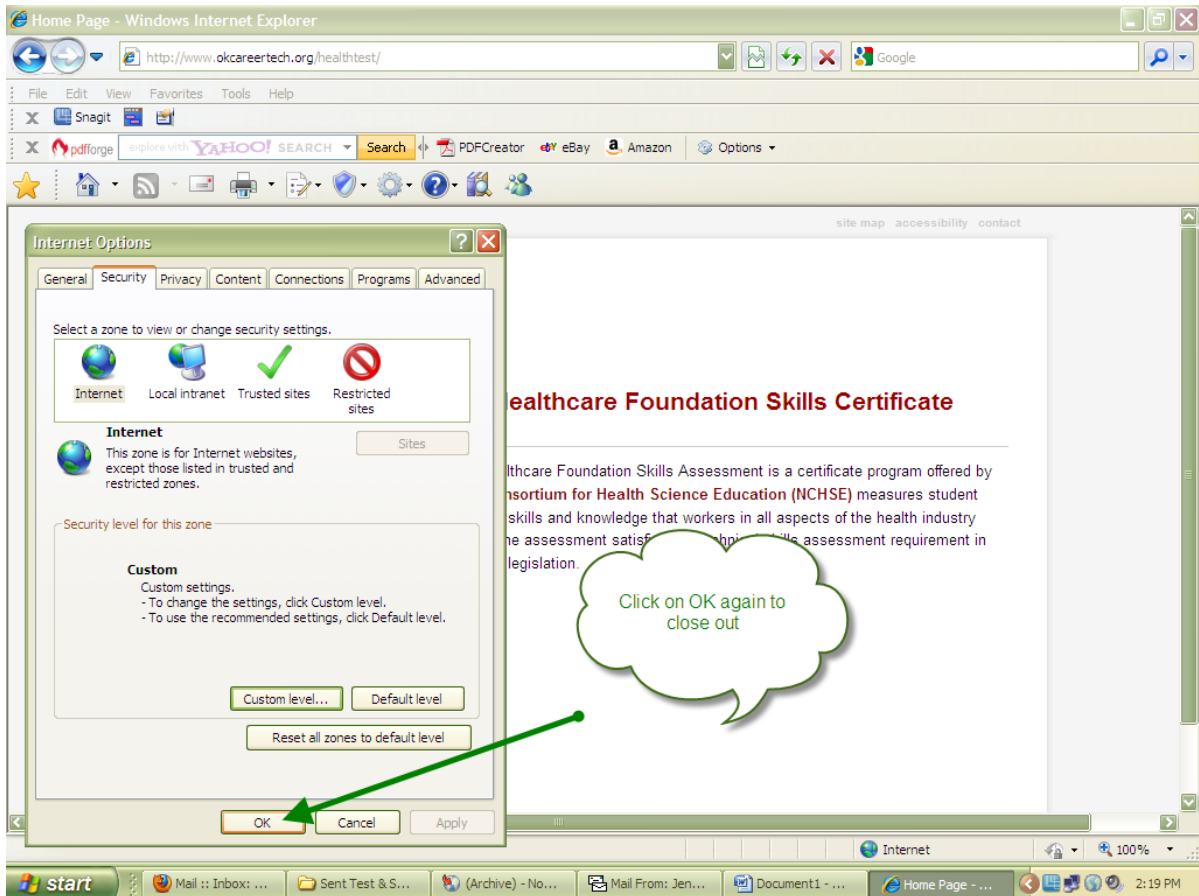 Home Page - Windows Internet Explorer
http://www.okcareertech.org/healthtest/
Google
File Edit View Favorites Tools Help
X Snagit
X pdfforge explore with YAHOO! SEARCH Search PDFCreator eBay Amazon Options
site map accessibility contact
Internet Options
General Security Privacy Content Connections Programs Advanced
Select a zone to view or change security settings.
Internet Local intranet Trusted sites Restricted sites
Internet
This zone is for Internet websites,
except those listed in trusted and
restricted zones.
Sites
Security level for this zone
Custom
Custom settings.
- To change the settings, click Custom level.
- To use the recommended settings, click Default level.
Custom level... Default level
Reset all zones to default level
OK Cancel Apply
ealthcare Foundation Skills Certificate
lthcare Foundation Skills Assessment is a certificate program offered by
nsortium for Health Science Education (NCHSE) measures student
skills and knowledge that workers in all aspects of the health industry
he assessment satisf ills assessment requirement in
legislation.
Click on OK again to
close out
Internet 100%
start Mail :: Inbox: ... Sent Test & S... (Archive) - No... Mail From: Jen... Document1 - ... Home Page - ... 2:19 PM